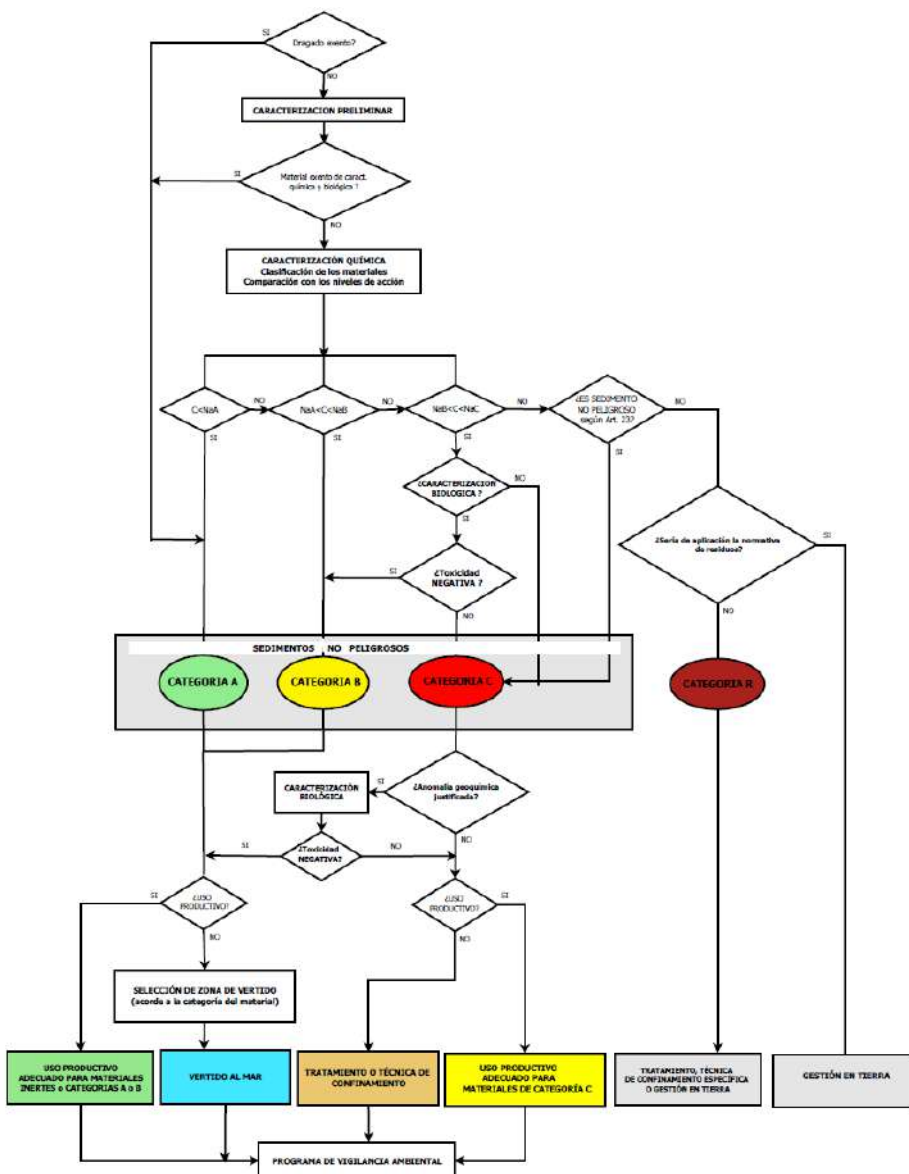 SI
Dragado exento?
NO
CARACTERIZACION PRELIMINAR
SI
Material exento de caract.
química y biológica ?
NO
CARACTERIZACIÓN QUÍMICA
Clasificación de los materiales
Comparación con los niveles de acción
C<NaA
NO
NaA<C<NaB
NO
NaB<C<NaC
NO
¿ES SEDIMENTO
NO PELIGROSO
según Art. 23?
NO
SI
SI
SI
SI
¿CARACTERIZACION
BIOLOGICA ?
NO
SI
¿Sería de aplicación la normativa
de residuos?
SI
NO
SI
¿Toxicidad
NEGATIVA ?
NO
SEDIMENTOS NO PELIGROSOS
CATEGORIA A
CATEGORIA B
CATEGORIA C
CATEGORIA R
CARACTERIZACIÓN
BIOLÓGICA
SI
¿Anomalía geoquímica
justificada?
NO
SI
¿Toxicidad
NEGATIVA?
NO
SI
¿USO
PRODUCTIVO?
NO
¿USO
PRODUCTIVO?
SI
NO
SELECCIÓN DE ZONA DE VERTIDO
(acorde a la categoría del material)
USO PRODUCTIVO
ADECUADO PARA MATERIALES
INERTES o CATEGORIAS A o B
VERTIDO AL MAR
TRATAMIENTO O TÉCNICA DE
CONFINAMIENTO
USO PRODUCTIVO
ADECUADO PARA
MATERIALES DE CATEGORÍA C
TRATAMIENTO, TÉCNICA
DE CONFINAMIENTO ESPECÍFICA
O GESTIÓN EN TIERRA
GESTIÓN EN TIERRA
PROGRAMA DE VIGILANCIA AMBIENTAL